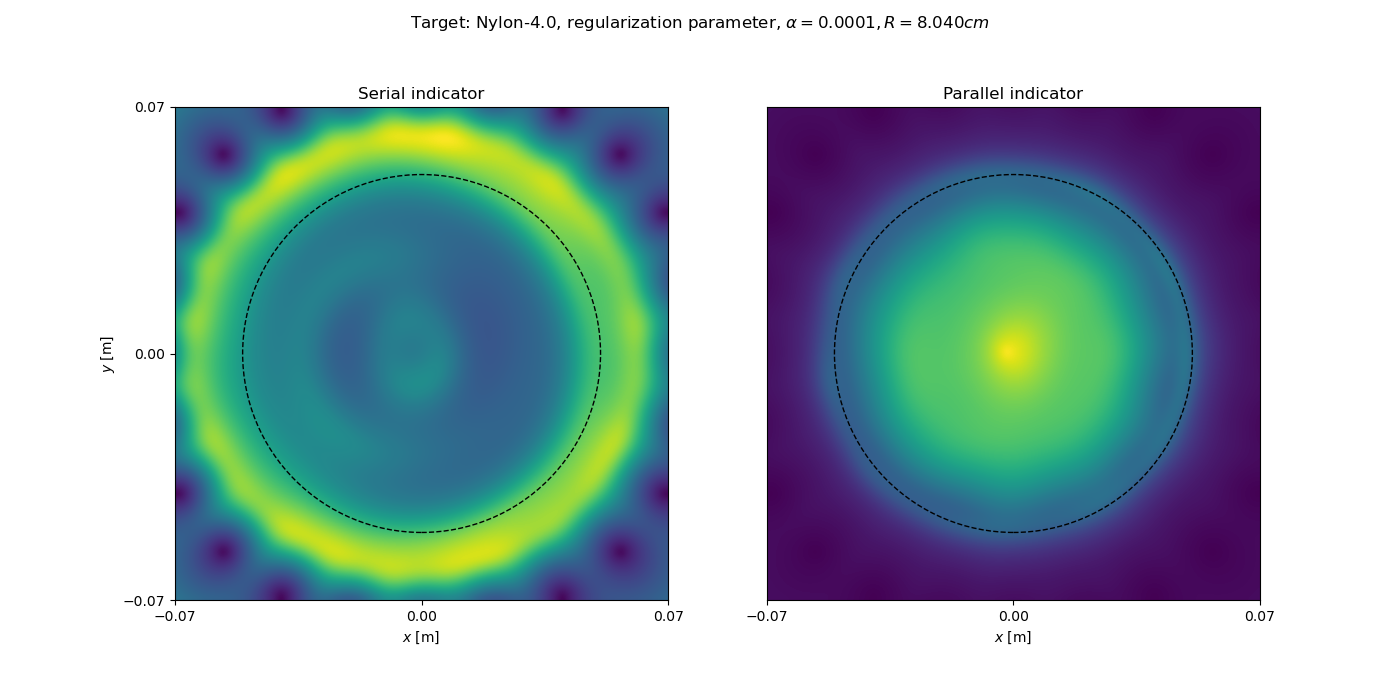 Target: Nylon-4.0, regularization parameter, α = 0.0001, R = 8.040cm
Serial indicator
Parallel indicator
0.07
0.00
−0.07
y [m]
−0.07
0.00
0.07
x [m]
−0.07
0.00
0.07
x [m]